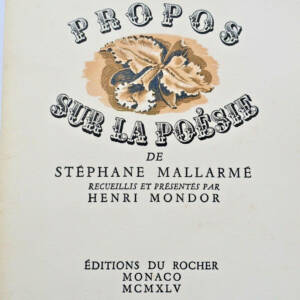 PROPOS
SUR LA POÉSIE
DE
STÉPHANE MALLARMÉ
RECUEILLIS ET PRÉSENTÉS PAR
HENRI MONDOR
ÉDITIONS DU ROCHER
MONACO
MCMXLV